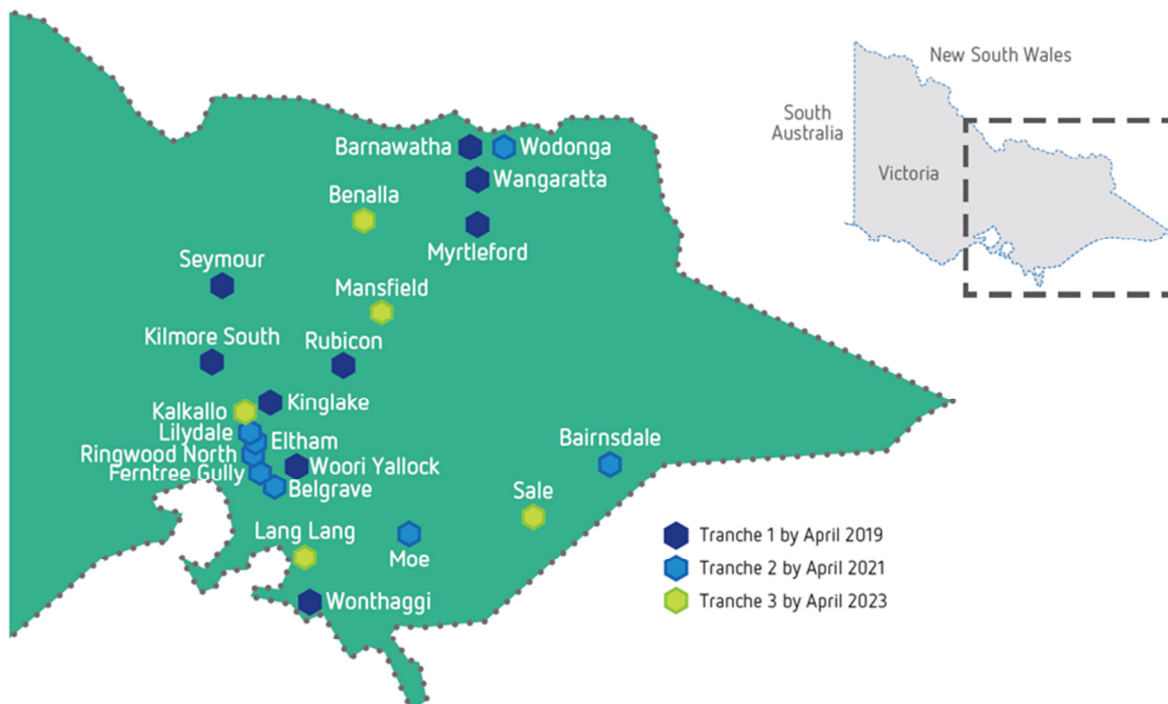 New South Wales
South
Australia
Victoria
Barnawatha
Wodonga
Wangaratta
Benalla
Myrtleford
Seymour
Mansfield
Kilmore South
Rubicon
Kinglake
Kalkallo
Lilydale
Eltham
Ringwood North
Woori Yallock
Ferntree Gully
Belgrave
Bairnsdale
Sale
Lang Lang
Moe
Wonthaggi
Tranche 1 by April 2019
Tranche 2 by April 2021
Tranche 3 by April 2023